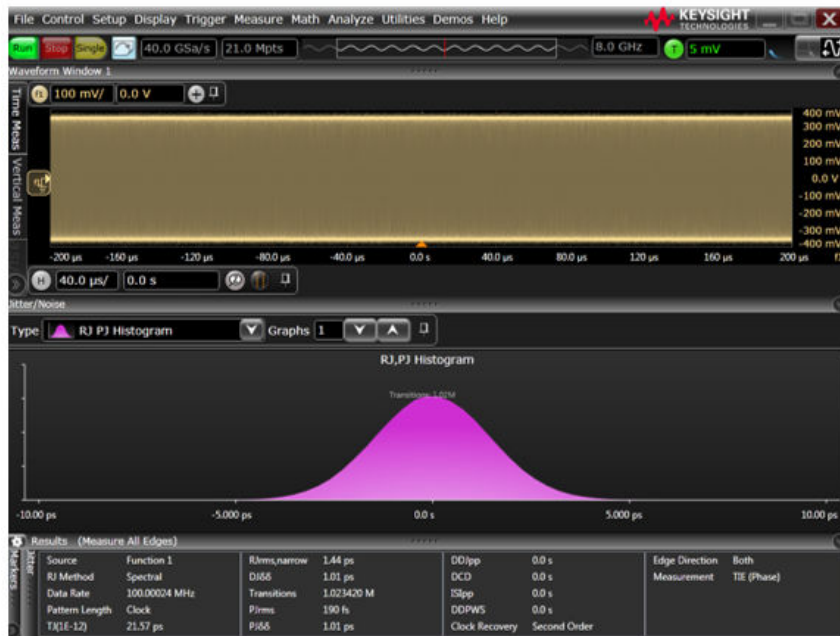 File Control Setup Display Trigger Measure Math Analyze Utilities Demos Help
KEYSIGHT
TECHNOLOGIES
Run Stop Single 40.0 GSa/s 21.0 Mpts 8.0 GHz T 5 mV
Waveform Window 1
Time Meas
Vertical Meas
f1 100 mV/ 0.0 V
400 mV
300 mV
200 mV
100 mV
0.0 V
-100 mV
-200 mV
-300 mV
-400 mV
-200 µs -160 µs -120 µs -80.0 µs -40.0 µs 0.0 s 40.0 µs 80.0 µs 120 µs 160 µs 200 µs
H 40.0 µs/ 0.0 s
Jitter/Noise
Type RJ PJ Histogram Graphs 1
RJ,PJ Histogram
Transitions: 1.02M
-10.00 ps -5.000 ps 0.0 s 5.000 ps 10.00 ps
Results (Measure All Edges)
Markers
Jitter
Source Function 1 RJrms,narrow 1.44 ps DDJpp 0.0 s Edge Direction Both
RJ Method Spectral DJδδ 1.01 ps DCD 0.0 s Measurement TIE (Phase)
Data Rate 100.00024 MHz Transitions 1.023420 M ISIpp 0.0 s
Pattern Length Clock PJrms 190 fs DDPWS 0.0 s
TJ(1E-12) 21.57 ps PJδδ 1.01 ps Clock Recovery Second Order